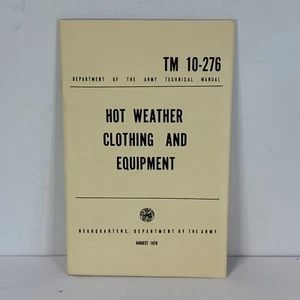 TM 10-276
DEPARTMENT OF THE ARMY TECHNICAL MANUAL
HOT WEATHER
CLOTHING AND
EQUIPMENT
HEADQUARTERS, DEPARTMENT OF THE ARMY
AUGUST